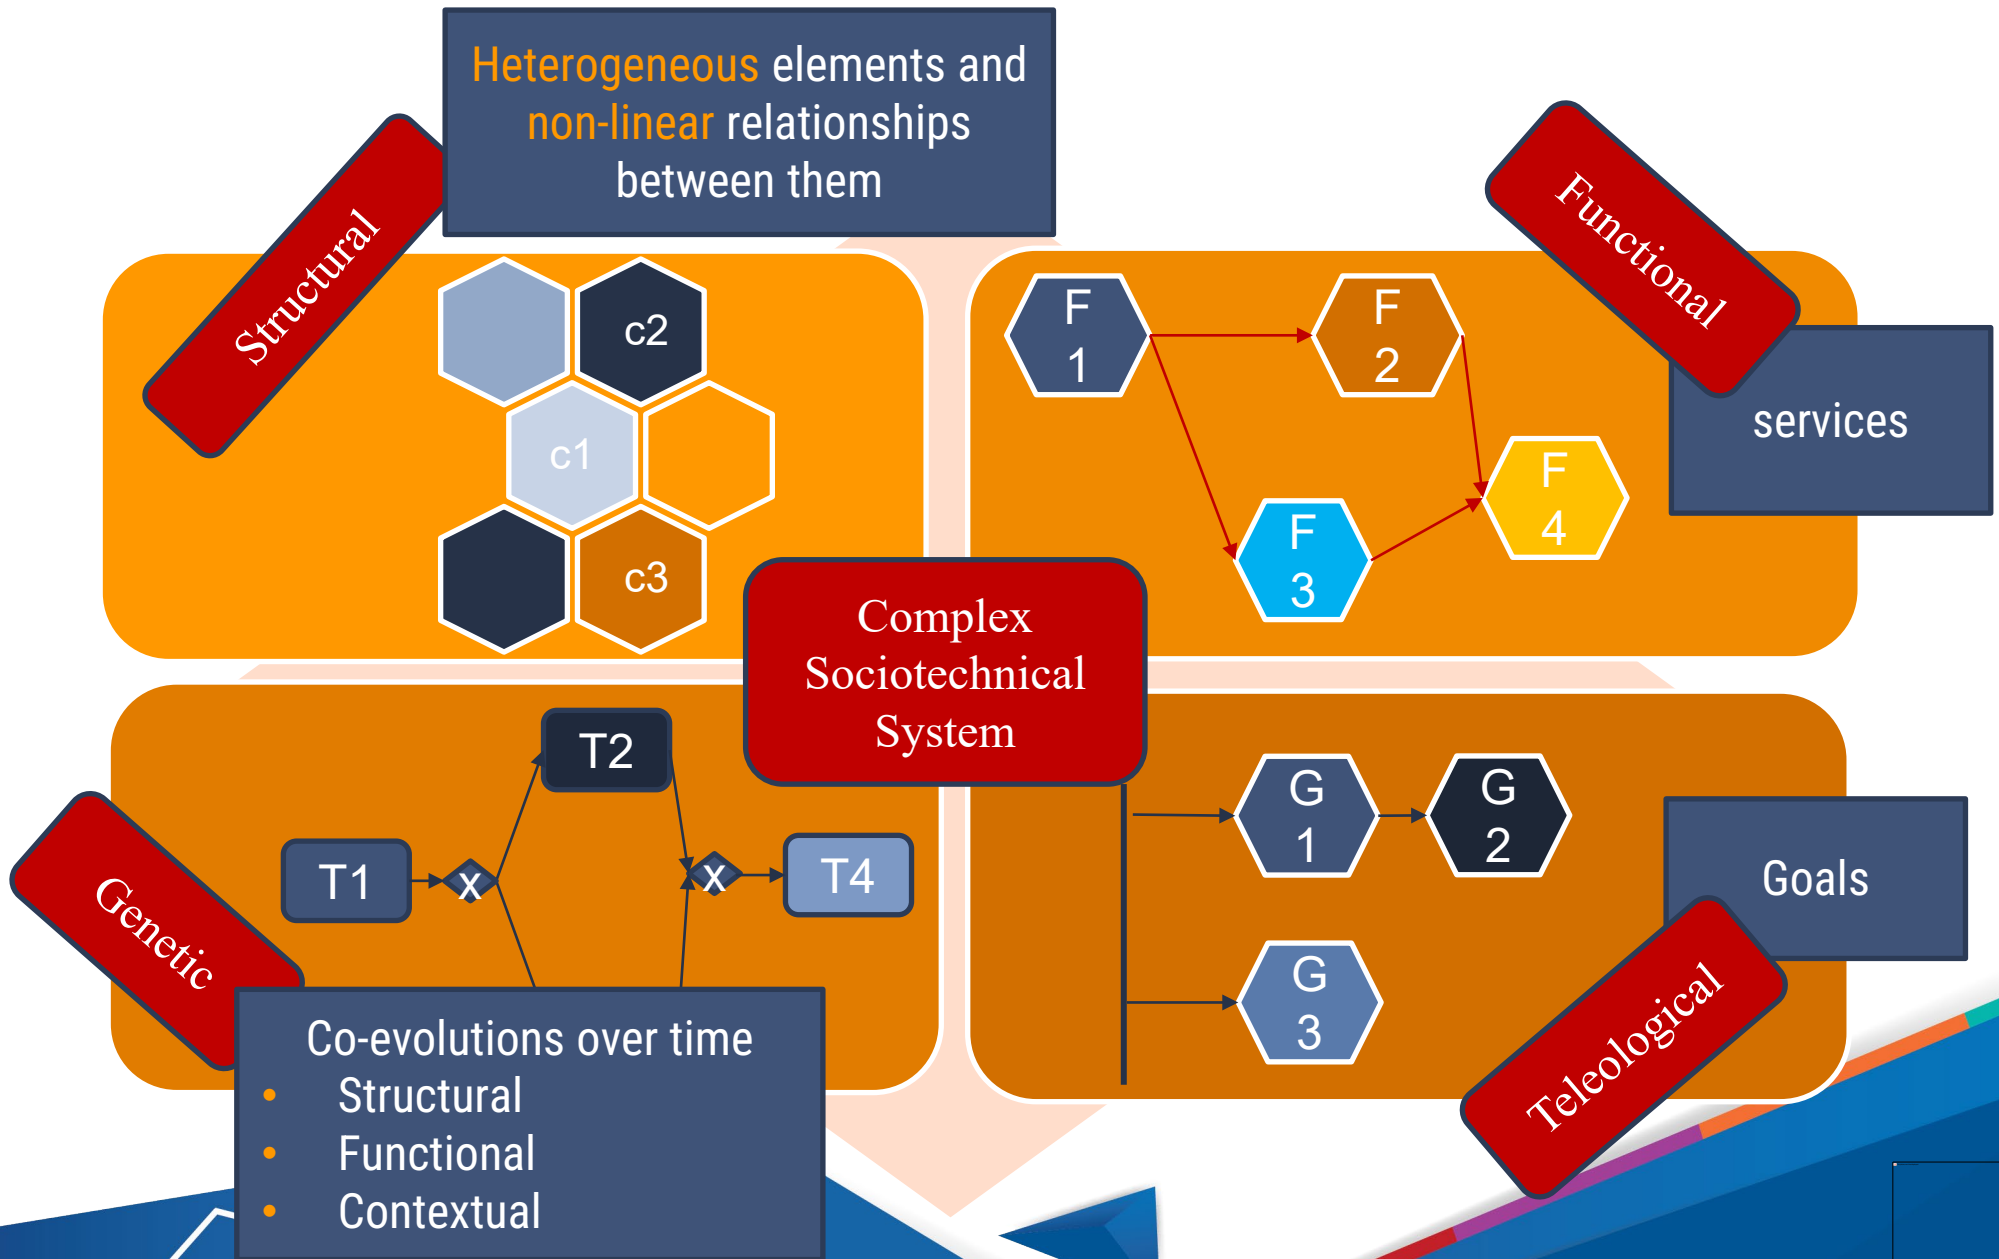 Heterogeneous elements and
non-linear relationships
between them
Structural
c2
c1
c3
Functional
F
1
F
2
F
3
F
4
services
Complex
Sociotechnical
System
Genetic
T1
x
T2
x
T4
Co-evolutions over time
• Structural
• Functional
• Contextual
G
1
G
2
G
3
Goals
Teleological